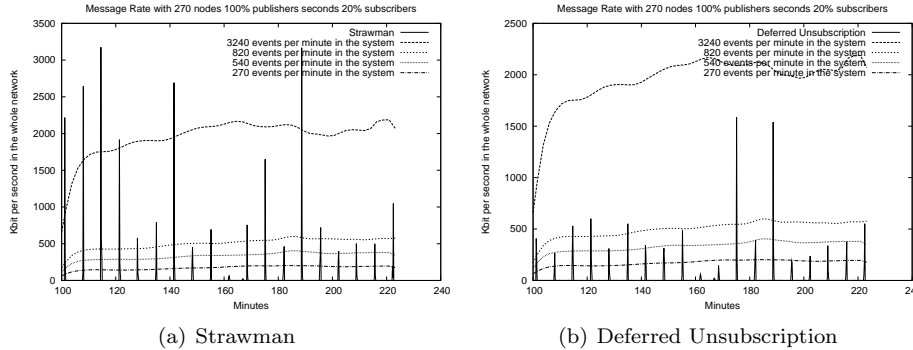 Message Rate with 270 nodes 100% publishers seconds 20% subscribers
3500
3000
2500
2000
1500
1000
500
0
Kbit per second in the whole network
Strawman
3240 events per minute in the system
820 events per minute in the system
540 events per minute in the system
270 events per minute in the system
100 120 140 160 180 200 220 240
Minutes
(a) Strawman
Message Rate with 270 nodes 100% publishers seconds 20% subscribers
2500
2000
1500
1000
500
0
Kbit per second in the whole network
Deferred Unsubscription
3240 events per minute in the system
820 events per minute in the system
540 events per minute in the system
270 events per minute in the system
100 120 140 160 180 200 220 240
Minutes
(b) Deferred Unsubscription